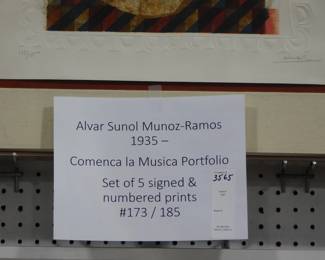 Alvar Sunol Munoz-Ramos
1935 –
Comenca la Musica Portfolio
Set of 5 signed &
numbered prints
#173 / 185
3565